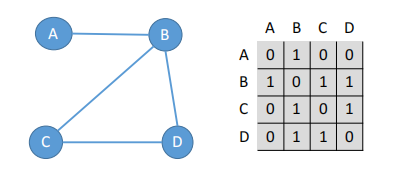 A B
C D
A B C D
A 0 1 0 0
B 1 0 1 1
C 0 1 0 1
D 0 1 1 0